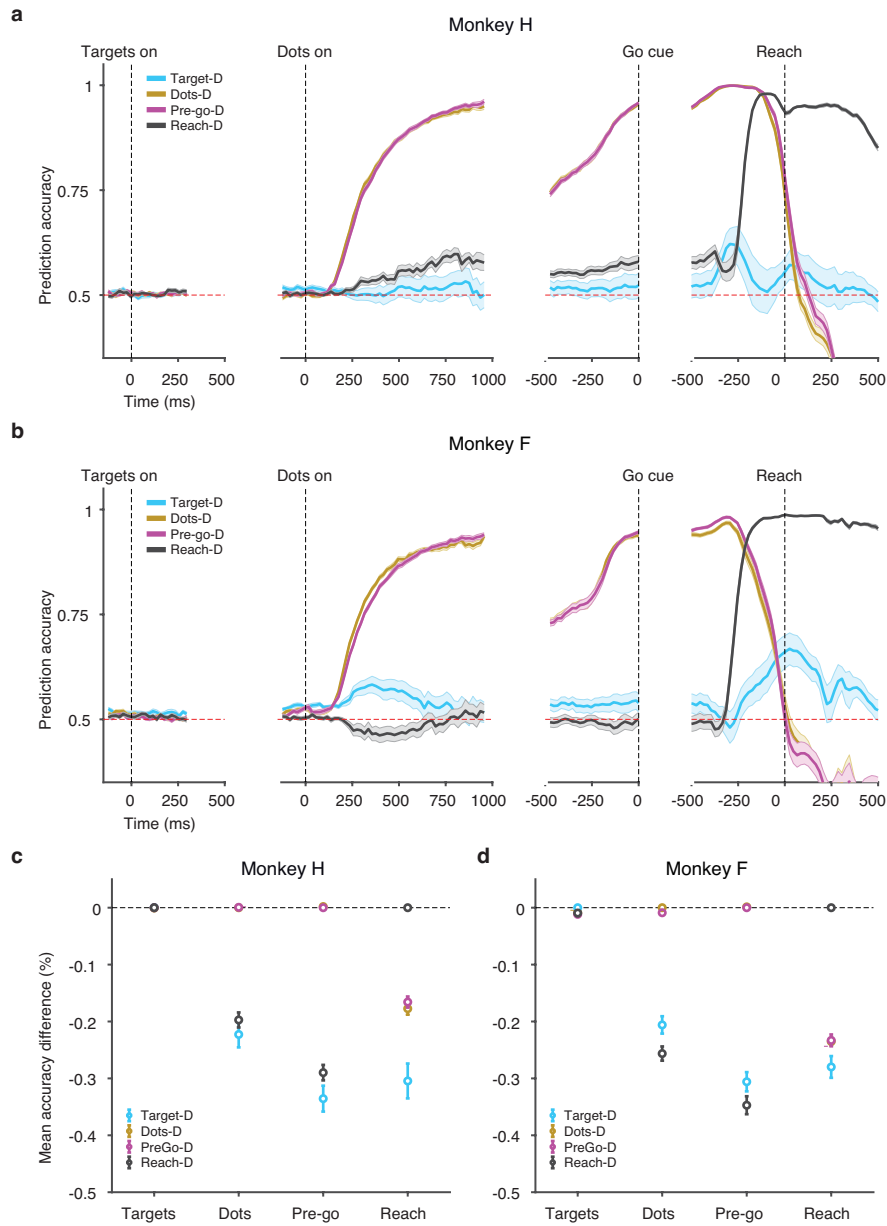 a
Monkey H
Targets on
Dots on
Go cue
Reach
Target-D
Dots-D
Pre-go-D
Reach-D
Prediction accuracy
1
0.75
0.5
0 250 500
0 250 500 750 1000
-500 0
-500 -250 0 250 500
Time (ms)
b
Monkey F
Targets on
Dots on
Go cue
Reach
Target-D
Dots-D
Pre-go-D
Reach-D
Prediction accuracy
1
0.75
0.5
0 250 500
0 250 500 750 1000
-500 0
-500 -250 0 250 500
Time (ms)
c
Monkey H
Mean accuracy difference (%)
0
-0.1
-0.2
-0.3
-0.4
-0.5
Target-D
Dots-D
PreGo-D
Reach-D
Targets Dots Pre-go Reach
d
Monkey F
0
-0.1
-0.2
-0.3
-0.4
-0.5
Target-D
Dots-D
PreGo-D
Reach-D
Targets Dots Pre-go Reach